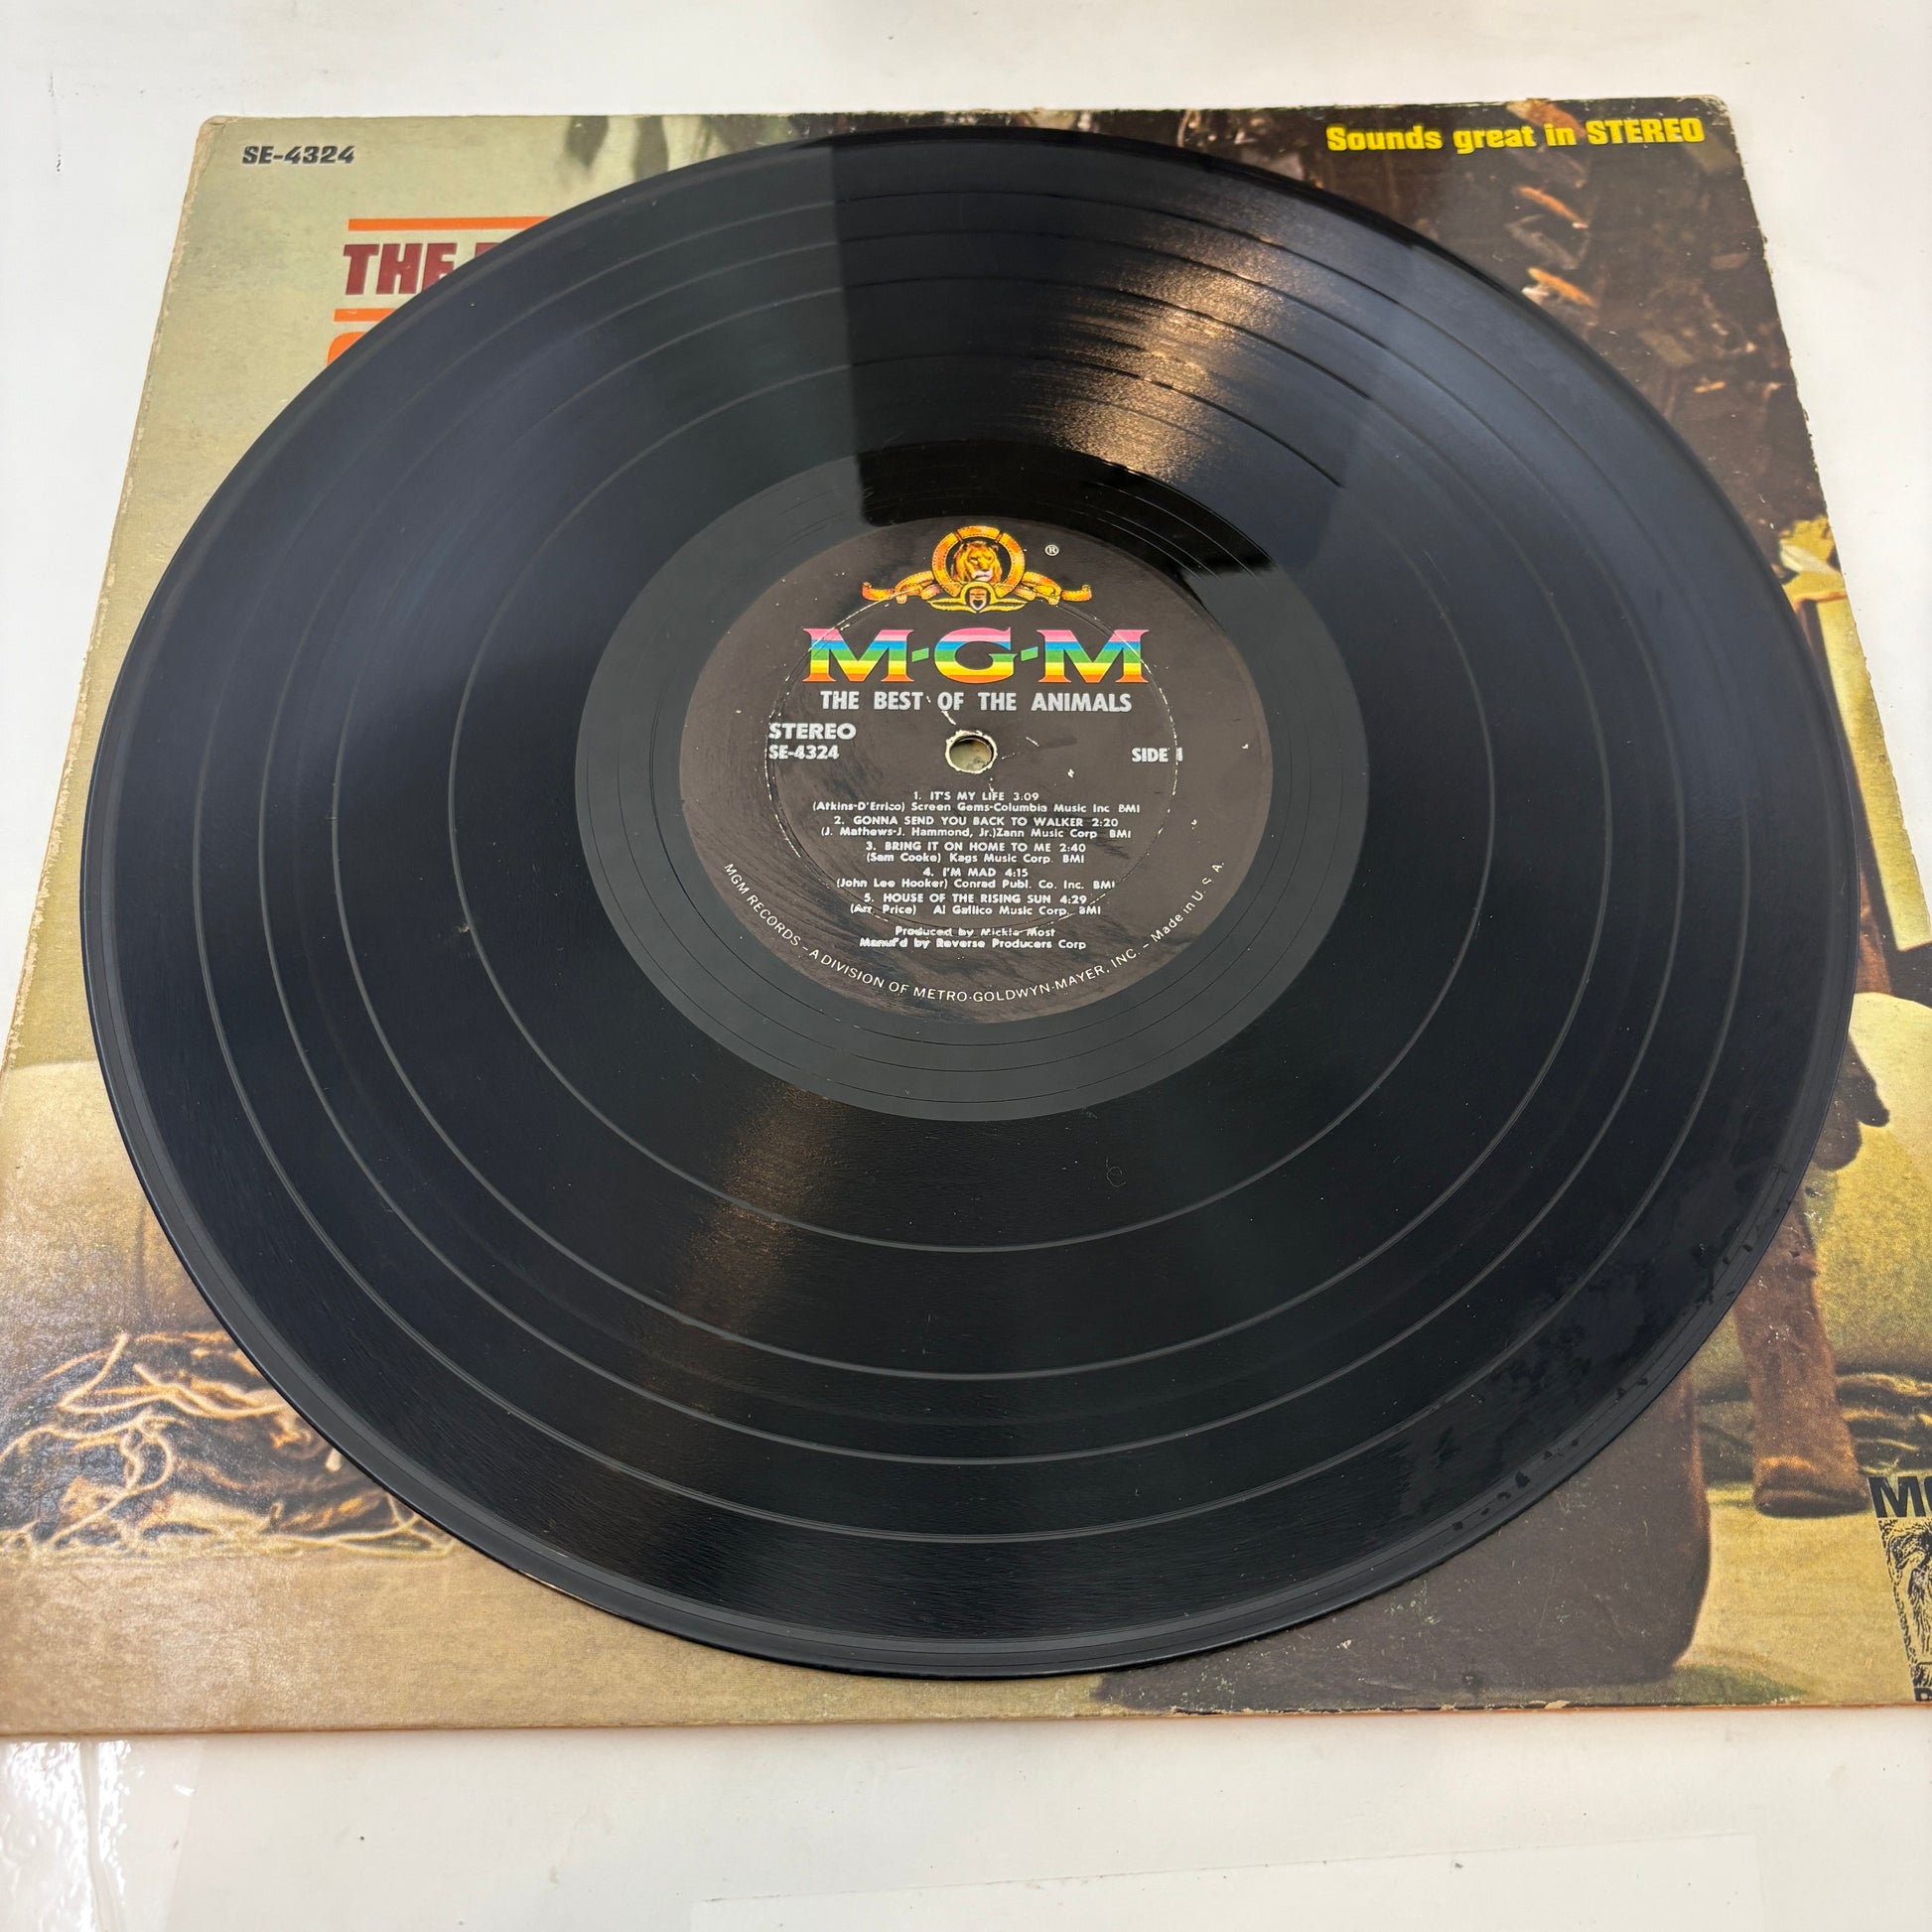 SE-4324
Sounds great in STEREO
THE
®
M-G-M
THE BEST OF THE ANIMALS
STEREO
SE-4324
SIDE 1
1. IT'S MY LIFE 3.09
(Atkins-D'Errico) Screen Gems-Columbia Music Inc BMI
2. GONNA SEND YOU BACK TO WALKER 2:20
(J. Mathews-J. Hammond, Jr.)Zann Music Corp BMI
3. BRING IT ON HOME TO ME 2:40
(Sam Cooke) Kags Music Corp. BMI
4. I'M MAD 4:15
(John Lee Hooker) Conrad Publ. Co. Inc. BMI
5. HOUSE OF THE RISING SUN 4:29
(Arr. Price) Al Gallico Music Corp. BMI
Produced by Mickie Most
Manuf'd by Reverse Producers Corp
MGM RECORDS – A DIVISION OF METRO-GOLDWYN-MAYER, INC. – Made in U.S.A.